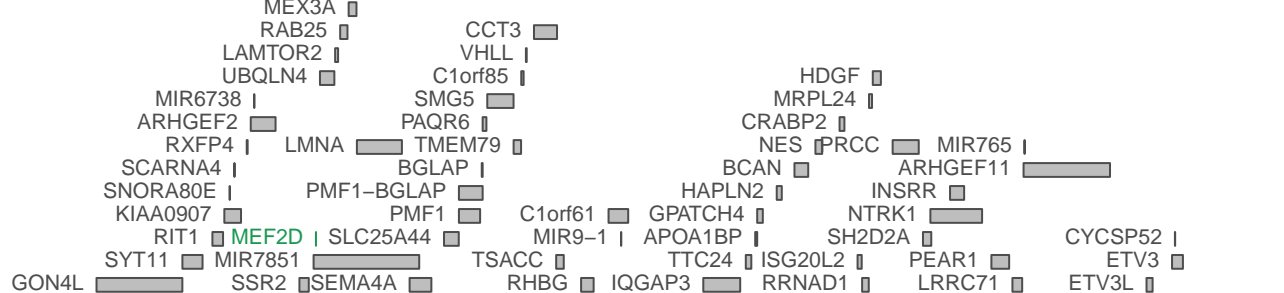 MEX3A
RAB25 CCT3
LAMTOR2 VHLL
UBQLN4 C1orf85 HDGF
MIR6738 SMG5 MRPL24
ARHGEF2 PAQR6 CRABP2
RXFP4 LMNA TMEM79 NES PRCC MIR765
SCARNA4 BGLAP BCAN ARHGEF11
SNORA80E PMF1−BGLAP HAPLN2 INSRR
KIAA0907 PMF1 C1orf61 GPATCH4 NTRK1
RIT1 MEF2D SLC25A44 MIR9−1 APOA1BP SH2D2A CYCSP52
SYT11 MIR7851 TSACC TTC24 ISG20L2 PEAR1 ETV3
GON4L SSR2 SEMA4A RHBG IQGAP3 RRNAD1 LRRC71 ETV3L